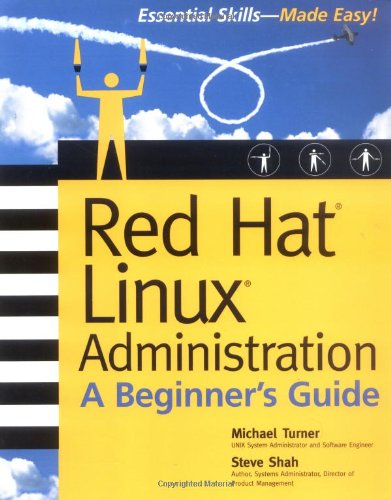 Essential Skills—Made Easy!
Red Hat®
Linux®
Administration
A Beginner's Guide
Michael Turner
UNIX System Administrator and Software Engineer
Steve Shah
Author, Systems Administrator, Director of
Product Management